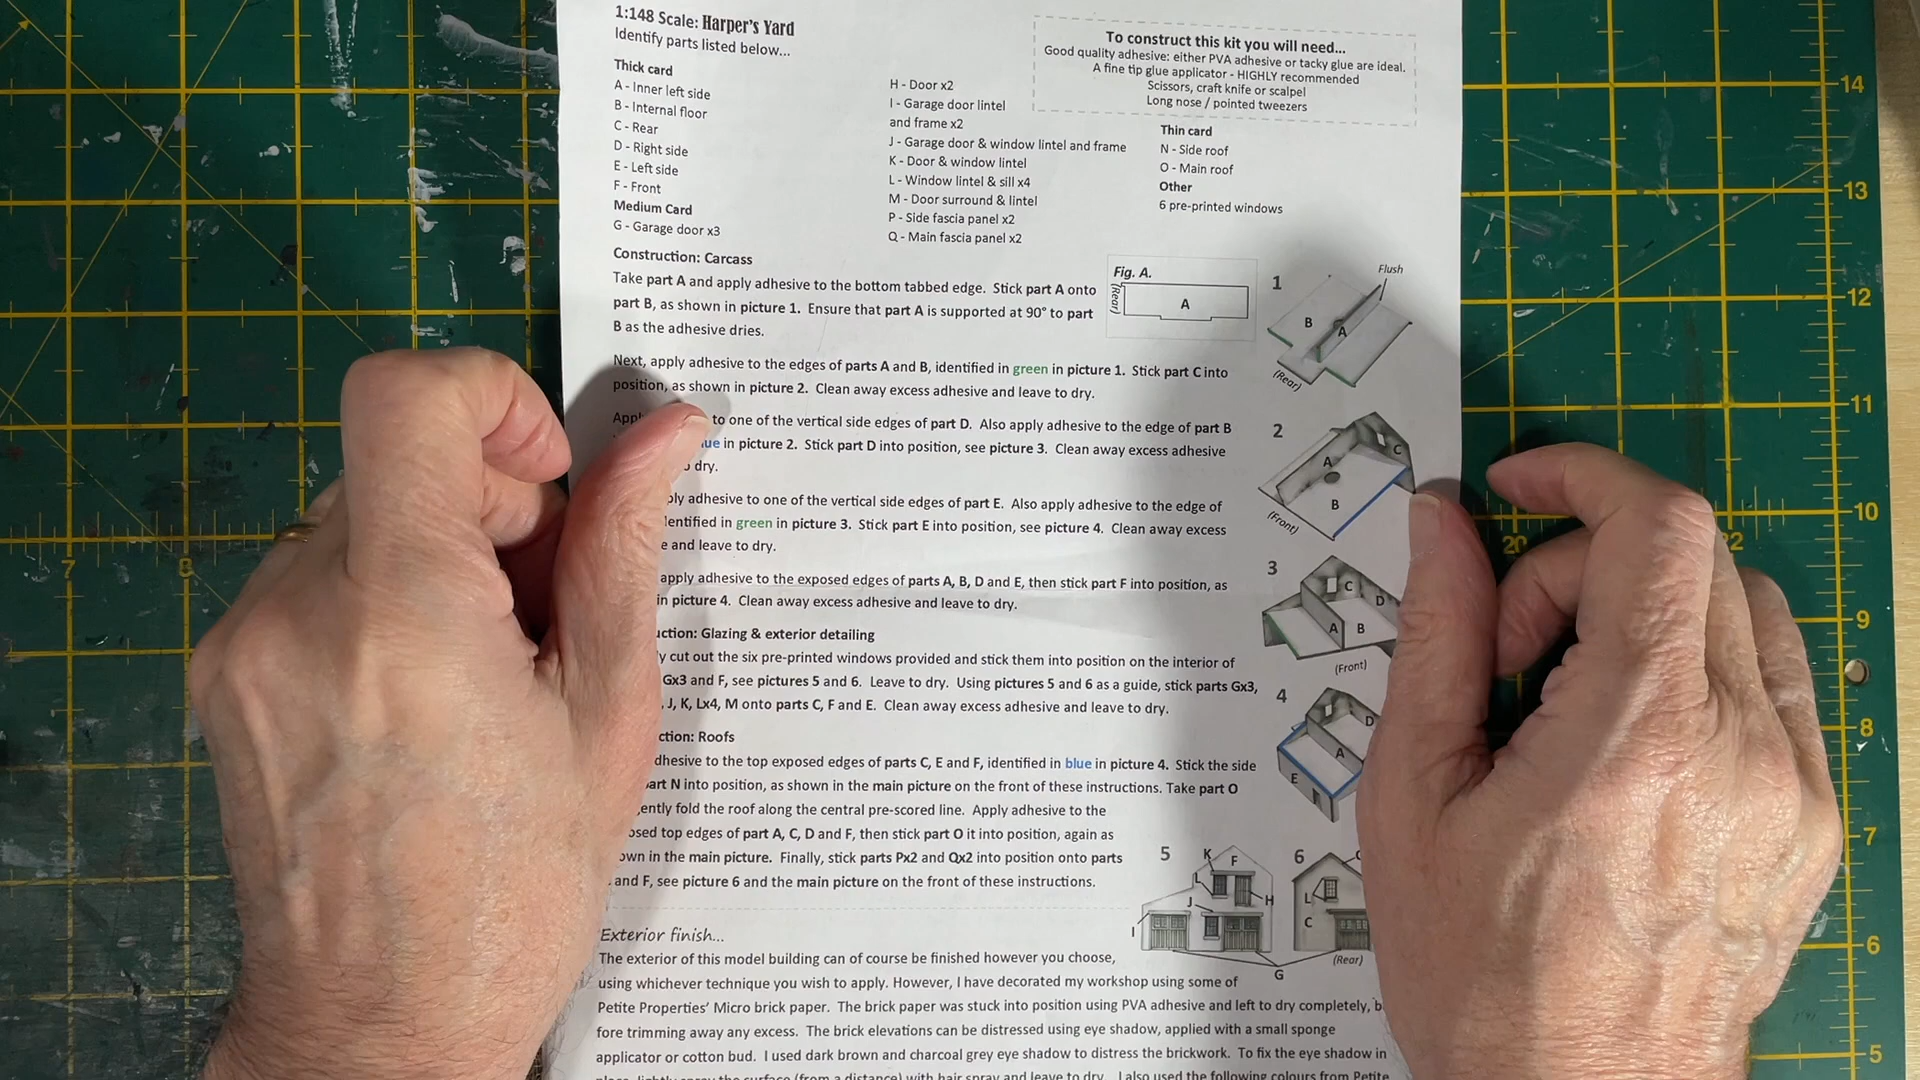 1:148 Scale: Harper's Yard
Identify parts listed below...
Thick card
A - Inner left side
B - Internal floor
C - Rear
D - Right side
E - Left side
F - Front
Medium Card
G - Garage door x3
H - Door x2
I - Garage door lintel
and frame x2
J - Garage door & window lintel and frame
K - Door & window lintel
L - Window lintel & sill x4
M - Door surround & lintel
P - Side fascia panel x2
Q - Main fascia panel x2
To construct this kit you will need...
Good quality adhesive: either PVA adhesive or tacky glue are ideal.
A fine tip glue applicator - HIGHLY recommended
Scissors, craft knife or scalpel
Long nose / pointed tweezers
Thin card
N - Side roof
O - Main roof
Other
6 pre-printed windows
Construction: Carcass
Take part A and apply adhesive to the bottom tabbed edge. Stick part A onto
part B, as shown in picture 1. Ensure that part A is supported at 90° to part
B as the adhesive dries.
Fig. A.
(Rear)
A
1
Flush
B
A
(Rear)
Next, apply adhesive to the edges of parts A and B, identified in green in picture 1. Stick part C into
position, as shown in picture 2. Clean away excess adhesive and leave to dry.
to one of the vertical side edges of part D. Also apply adhesive to the edge of part B
in picture 2. Stick part D into position, see picture 3. Clean away excess adhesive
dry.
2
A
C
B
(Front)
adhesive to one of the vertical side edges of part E. Also apply adhesive to the edge of
in green in picture 3. Stick part E into position, see picture 4. Clean away excess
and leave to dry.
3
C
D
A
B
(Front)
apply adhesive to the exposed edges of parts A, B, D and E, then stick part F into position, as
in picture 4. Clean away excess adhesive and leave to dry.
: Glazing & exterior detailing
cut out the six pre-printed windows provided and stick them into position on the interior of
Gx3 and F, see pictures 5 and 6. Leave to dry. Using pictures 5 and 6 as a guide, stick parts Gx3,
, J, K, Lx4, M onto parts C, F and E. Clean away excess adhesive and leave to dry.
4
D
A
E
: Roofs
to the top exposed edges of parts C, E and F, identified in blue in picture 4. Stick the side
N into position, as shown in the main picture on the front of these instructions. Take part O
fold the roof along the central pre-scored line. Apply adhesive to the
top edges of part A, C, D and F, then stick part O it into position, again as
in the main picture. Finally, stick parts Px2 and Qx2 into position onto parts
and F, see picture 6 and the main picture on the front of these instructions.
5
K
F
L
J
H
I
G
6
L
C
(Rear)
Exterior finish...
The exterior of this model building can of course be finished however you choose,
using whichever technique you wish to apply. However, I have decorated my workshop using some of
Petite Properties' Micro brick paper. The brick paper was stuck into position using PVA adhesive and left to dry completely,
fore trimming away any excess. The brick elevations can be distressed using eye shadow, applied with a small sponge
applicator or cotton bud. I used dark brown and charcoal grey eye shadow to distress the brickwork. To fix the eye shadow in
place, lightly spray the surface (from a distance) with hair spray and leave to dry. I also used the following colours from Petite
7
8
20
22
14
13
12
11
10
9
8
7
6
5